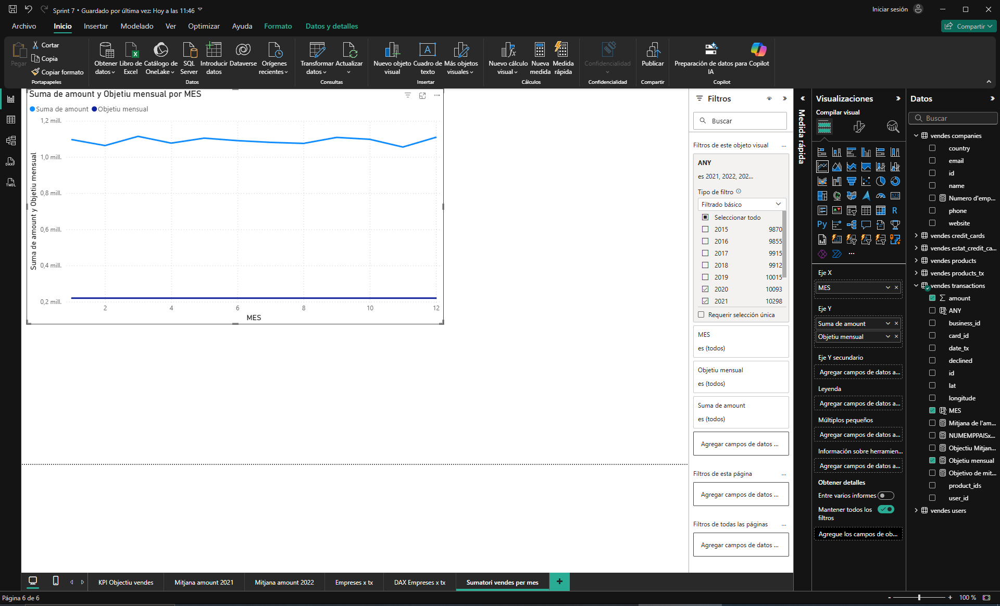 Sprint 7 • Guardado por última vez: Hoy a las 11:46
Iniciar sesión
Archivo
Inicio
Insertar
Modelado
Ver
Optimizar
Ayuda
Formato
Datos y detalles
Compartir
Pegar
Cortar
Copia
Copiar formato
Portapapeles
Obtener datos
Libro de Excel
Catálogo de OneLake
SQL Server
Introducir datos
Dataverse
Orígenes recientes
Datos
Transformar datos
Actualizar
Consultas
Nuevo objeto visual
Cuadro de texto
Más objetos visuales
Insertar
Nuevo cálculo visual
Nueva medida
Medida rápida
Cálculos
Confidencialidad
Confidencialidad
Publicar
Compartir
Preparación de datos para IA
Copilot
Copilot
Suma de amount y Objetiu mensual por MES
Suma de amount
Objetiu mensual
Suma de amount y Objetiu mensual
1,2 mill.
1,0 mill.
0,8 mill.
0,6 mill.
0,4 mill.
0,2 mill.
2 4 6 8 10 12
MES
Filtros
Buscar
Filtros de este objeto visual
...
ANY
es 2021, 2022, 202...
Tipo de filtro
Filtrado básico
Seleccionar todo
2015 9870
2016 9855
2017 9915
2018 9912
2019 10015
2020 10093
2021 10298
Requerir selección única
MES
es (todos)
Objetiu mensual
es (todos)
Suma de amount
es (todos)
Agregar campos de datos ...
Filtros de esta página
...
Agregar campos de datos ...
Filtros de todas las páginas
...
Agregar campos de datos ...
Medida rápida
Visualizaciones
Compilar visual
123
R
Py
123
...
Eje X
MES
Eje Y
Suma de amount
Objetiu mensual
Eje Y secundario
Agregar campos de datos a...
Leyenda
Agregar campos de datos a...
Múltiplos pequeños
Agregar campos de datos a...
Información sobre herramien...
Agregar campos de datos a...
Obtener detalles
Entre varios informes
Mantener todos los
filtros
Agregue los campos de ob...
Datos
Buscar
vendes companies
country
email
id
name
Numero d'emp...
phone
website
vendes credit_cards
vendes estat_credit_ca...
vendes products
vendes products_tx
vendes transactions
amount
ANY
business_id
card_id
date_tx
declined
id
lat
longitude
MES
Mitjana de l'am...
NUMEMPPAISx...
Objectiu Mitjan...
Objetiu mensual
Objetivo de mit...
product_ids
user_id
vendes users
DAX
TMDL
KPI Objectiu vendes
Mitjana amount 2021
Mitjana amount 2022
Empreses x tx
DAX Empreses x tx
Sumatori vendes per mes
+
Página 6 de 6
- + 100 %